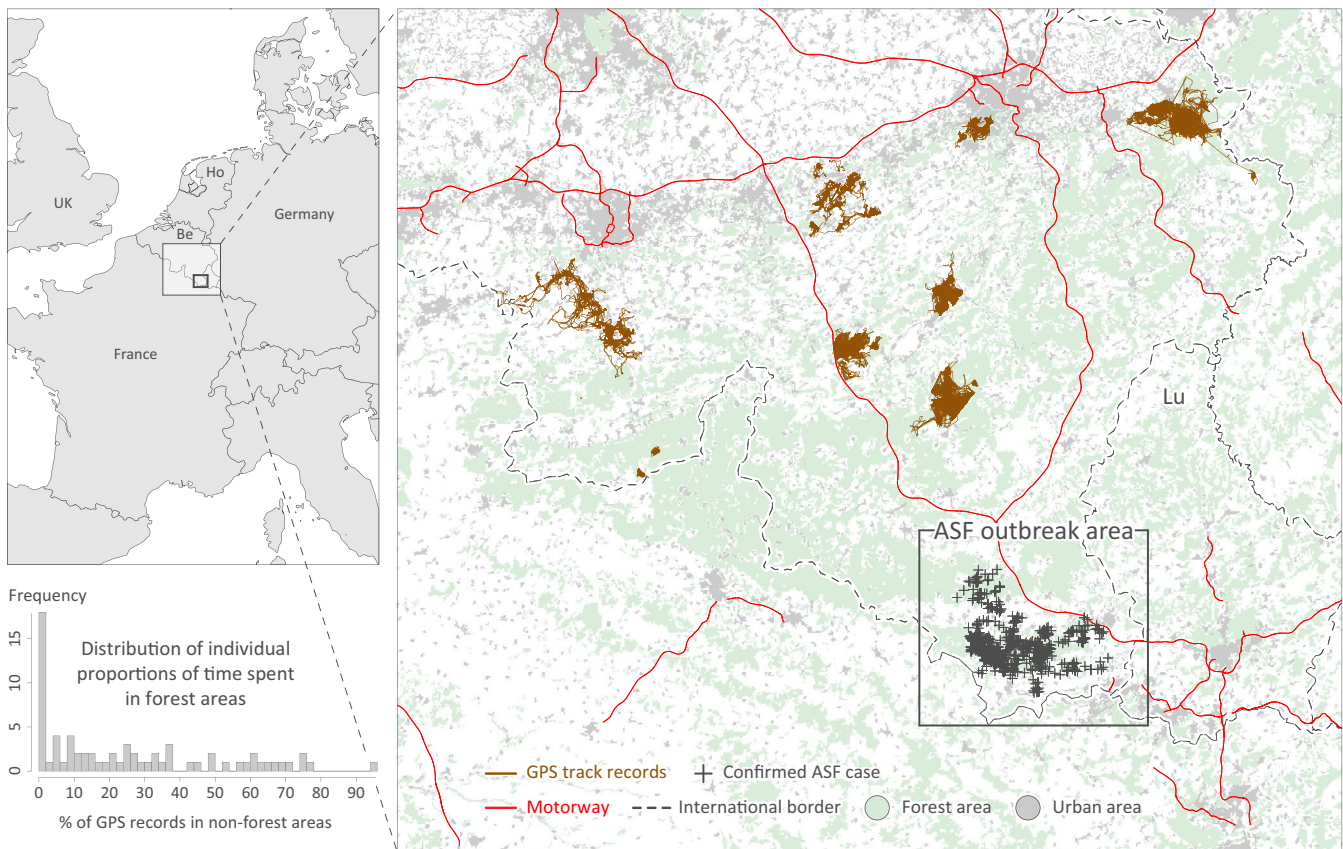 UK
Ho
Be
Germany
France
Lu
ASF outbreak area
Frequency
Distribution of individual
proportions of time spent
in forest areas
15
10
5
0
0 10 20 30 40 50 60 70 80 90
% of GPS records in non-forest areas
GPS track records
Confirmed ASF case
Motorway
International border
Forest area
Urban area